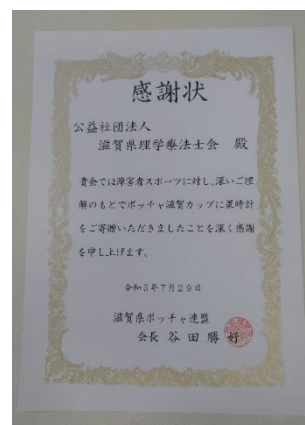 感謝状
公益社団法人
滋賀県理学療法士会　殿
貴会では障害者スポーツに対し、深いご理
解のもとでボッチャ滋賀カップに置時計
をご寄贈いただきましたことを深く感謝
を申し上げます。
令和5年7月29日
滋賀県ボッチャ連盟
会長　谷田勝好